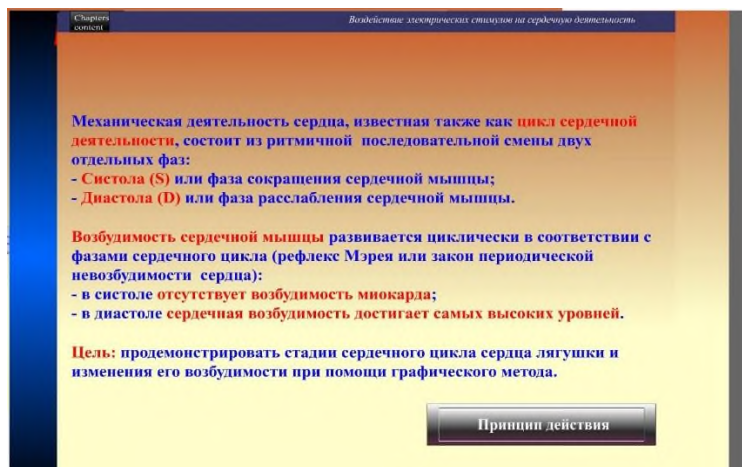 Chapters
content
Воздействие электрических стимулов на сердечную деятельность
Механическая деятельность сердца, известная также как цикл сердечной
деятельности, состоит из ритмичной последовательной смены двух
отдельных фаз:
- Систола (S) или фаза сокращения сердечной мышцы;
- Диастола (D) или фаза расслабления сердечной мышцы.
Возбудимость сердечной мышцы развивается циклически в соответствии с
фазами сердечного цикла (рефлекс Мэрея или закон периодической
невозбудимости сердца):
- в систоле отсутствует возбудимость миокарда;
- в диастоле сердечная возбудимость достигает самых высоких уровней.
Цель: продемонстрировать стадии сердечного цикла сердца лягушки и
изменения его возбудимости при помощи графического метода.
Принцип действия